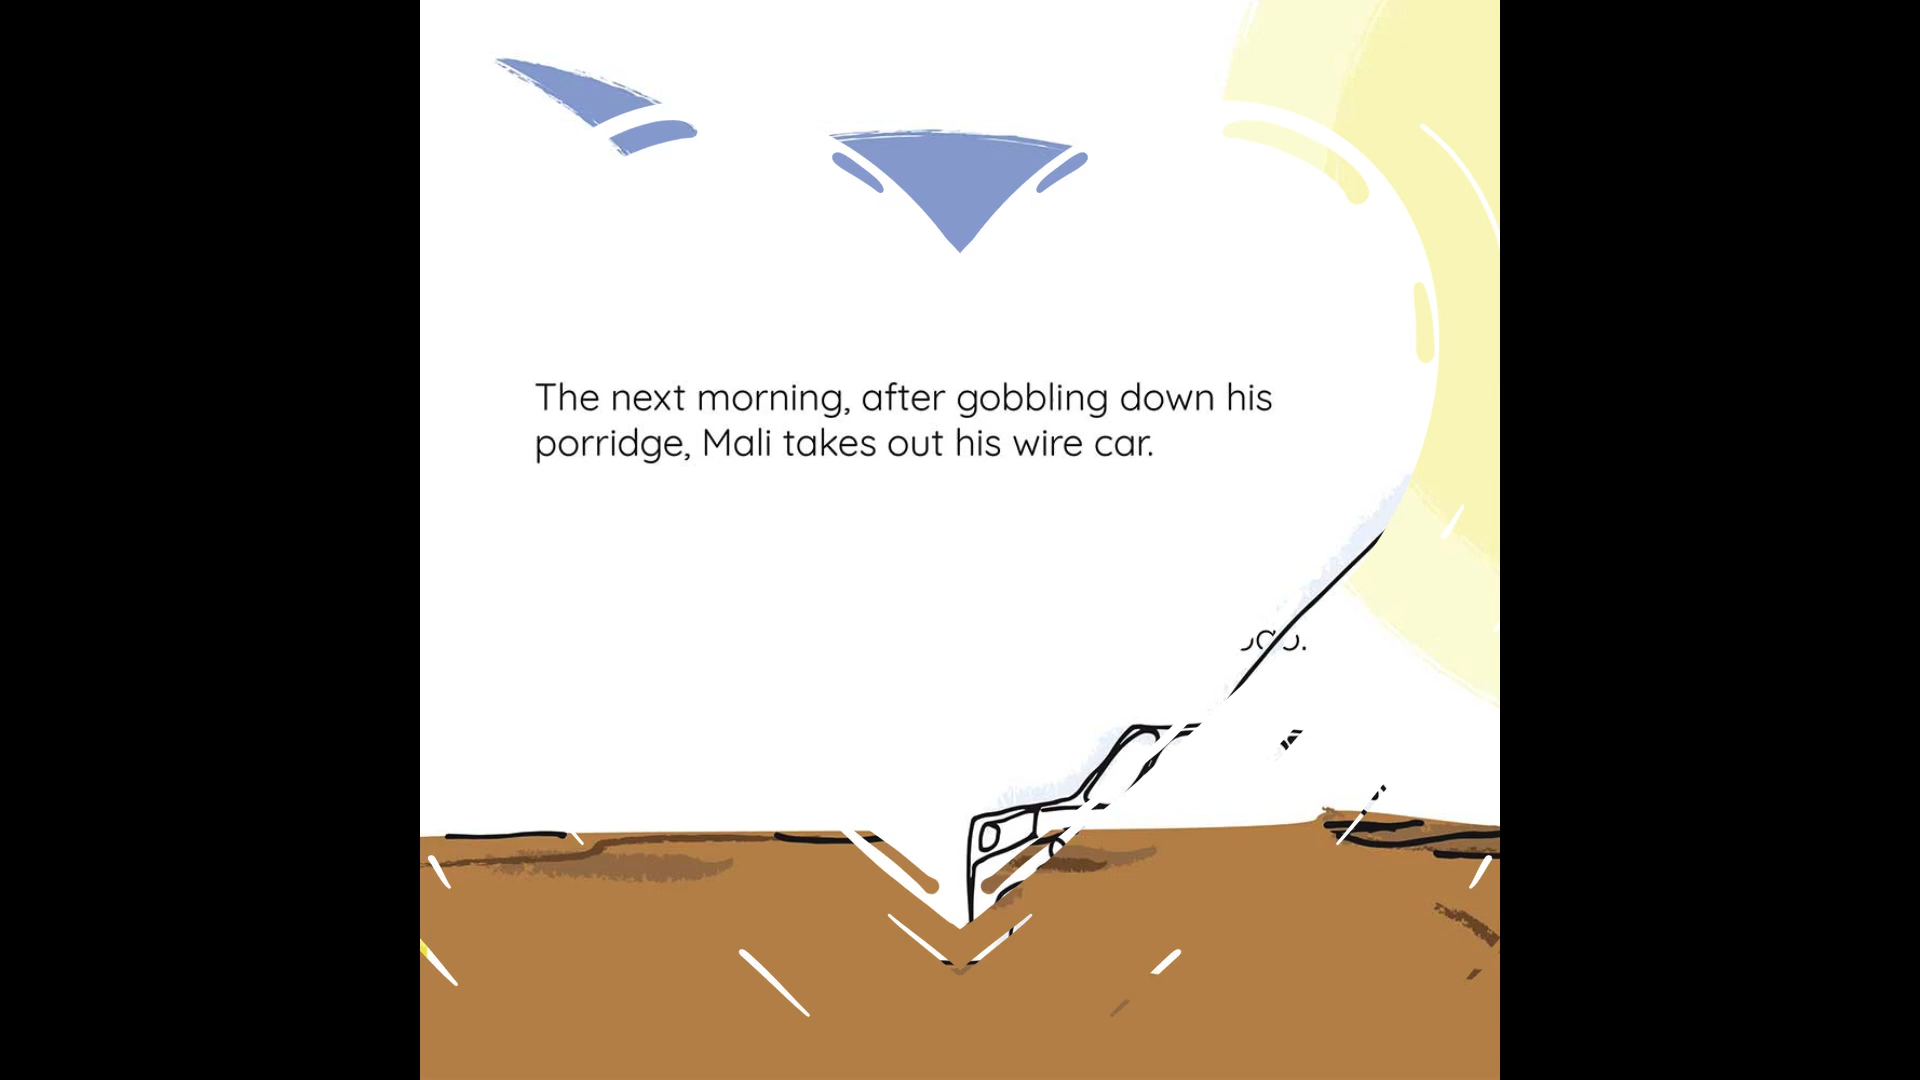 The next morning, after gobbling down his
porridge, Mali takes out his wire car.